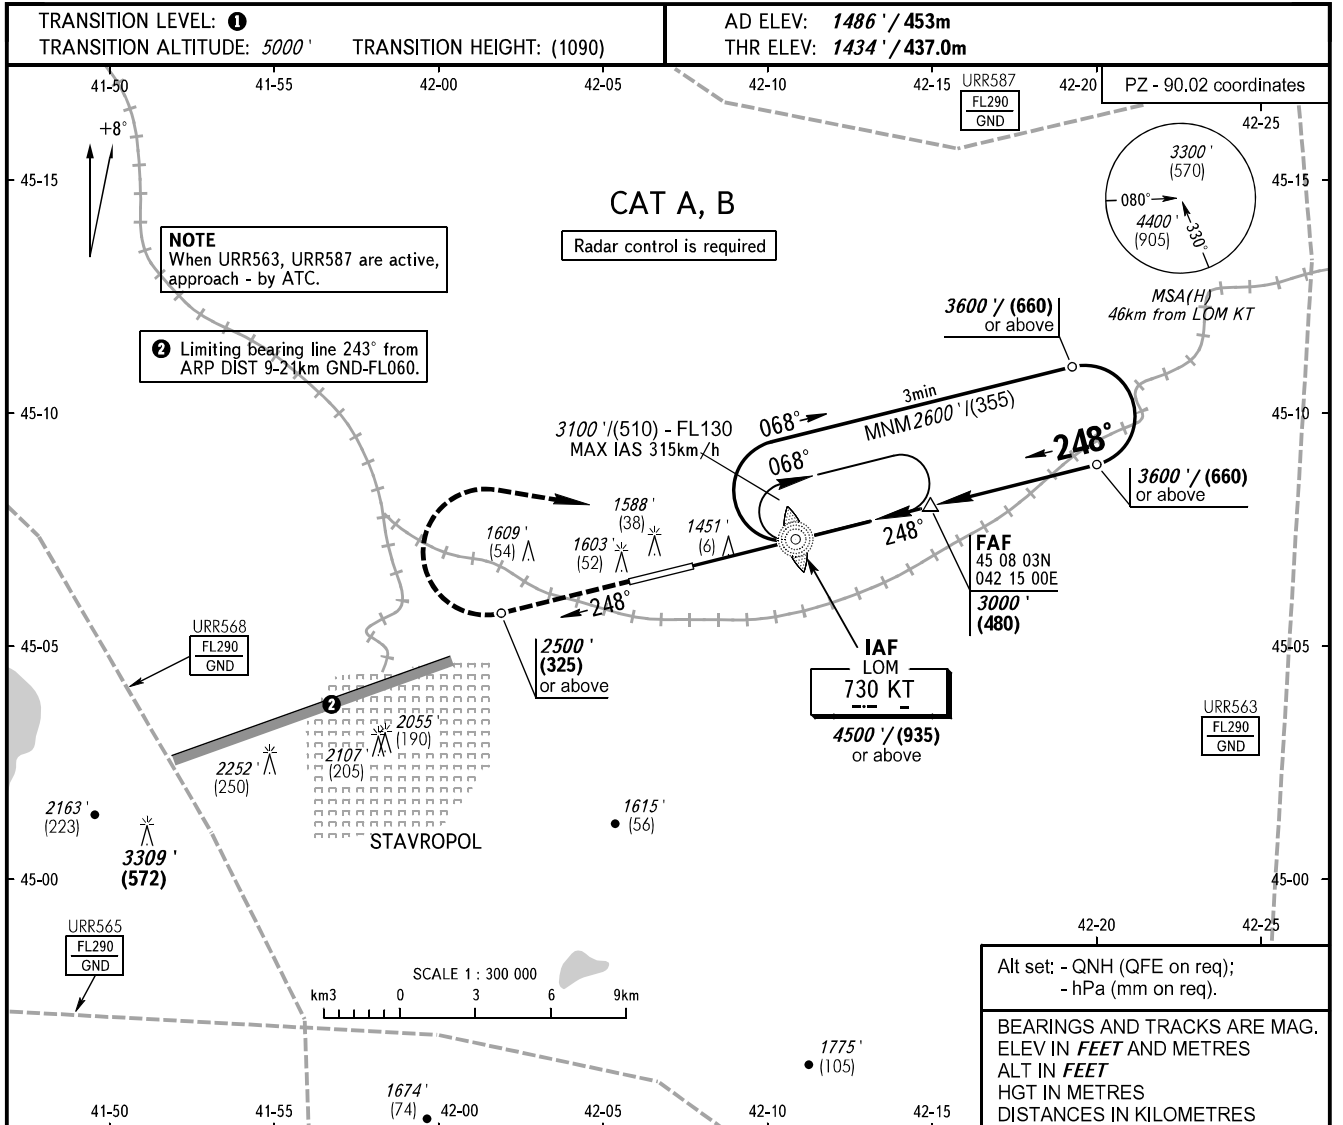 TRANSITION LEVEL: ❶
TRANSITION ALTITUDE: 5000 ' TRANSITION HEIGHT: (1090)
AD ELEV: 1486 ' / 453m
THR ELEV: 1434 ' / 437.0m
41-50 41-55 42-00 42-05 42-10 42-15 42-20
URR587
FL290
GND
PZ - 90.02 coordinates
42-25
+8°
45-15
45-15
3300 '
(570)
080°
4400 '
(905)
330°
MSA(H)
46km from LOM KT
CAT A, B
Radar control is required
NOTE
When URR563, URR587 are active,
approach - by ATC.
❷ Limiting bearing line 243° from
ARP DIST 9-21km GND-FL060.
3600 '/ (660)
or above
45-10
45-10
3min
MNM 2600 '/(355)
068°
3100 '/(510) - FL130
MAX IAS 315km/h
068°
248°
3600 '/ (660)
or above
248°
1588 '
(38)
1609 '
(54)
1603 '
(52)
1451 '
(6)
FAF
45 08 03N
042 15 00E
3000 '
(480)
248°
2500 '
(325)
or above
IAF
LOM
730 KT
4500 '/ (935)
or above
45-05
45-05
URR568
FL290
GND
❷
2055 '
(190)
2107 '
(205)
2252 '
(250)
URR563
FL290
GND
2163 '
(223)
3309 '
(572)
1615 '
(56)
STAVROPOL
45-00
45-00
URR565
FL290
GND
42-20 42-25
SCALE 1 : 300 000
km3 0 3 6 9km
1775 '
(105)
1674 '
(74)
41-50 41-55 42-00 42-05 42-10 42-15
Alt set: - QNH (QFE on req);
- hPa (mm on req).
BEARINGS AND TRACKS ARE MAG.
ELEV IN FEET AND METRES
ALT IN FEET
HGT IN METRES
DISTANCES IN KILOMETRES